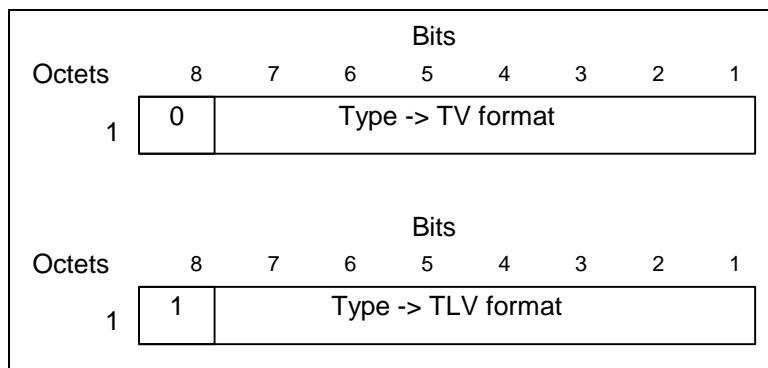 Bits
Octets 8 7 6 5 4 3 2 1
1 0 Type -> TV format
Bits
Octets 8 7 6 5 4 3 2 1
1 1 Type -> TLV format